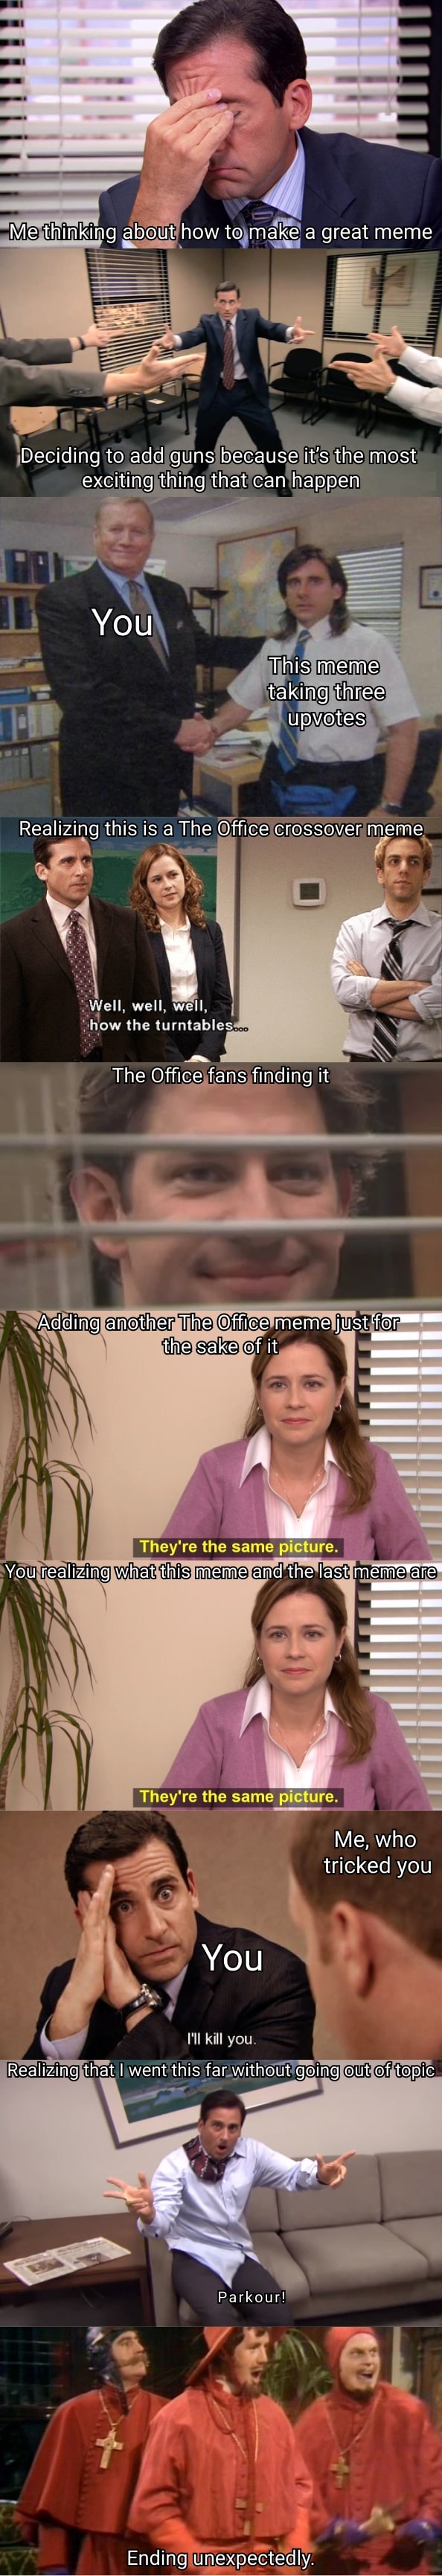 Me thinking about how to make a great meme
Deciding to add guns because it's the most
exciting thing that can happen
You
This meme
taking three
upvotes
Realizing this is a The Office crossover meme
Well, well, well,
how the turntables...
The Office fans finding it
Adding another The Office meme just for
the sake of it
They're the same picture.
You realizing what this meme and the last meme are
They're the same picture.
Me, who
tricked you
You
I'll kill you.
Realizing that I went this far without going out of topic
Parkour!
Ending unexpectedly.